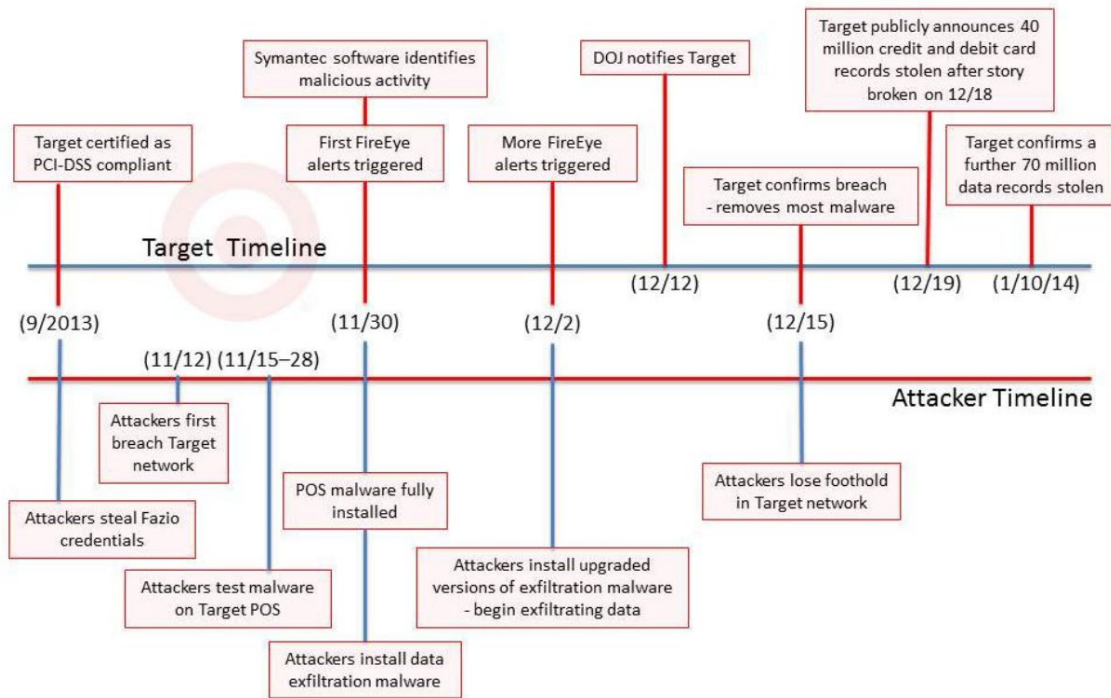 Target publicly announces 40
million credit and debit card
records stolen after story
broken on 12/18
Symantec software identifies
malicious activity
DOJ notifies Target
Target certified as
PCI-DSS compliant
First FireEye
alerts triggered
More FireEye
alerts triggered
Target confirms a
further 70 million
data records stolen
Target confirms breach
- removes most malware
Target Timeline
(12/12)
(12/19)
(1/10/14)
(9/2013)
(11/30)
(12/2)
(12/15)
(11/12)
(11/15–28)
Attacker Timeline
Attackers first
breach Target
network
POS malware fully
installed
Attackers lose foothold
in Target network
Attackers steal Fazio
credentials
Attackers test malware
on Target POS
Attackers install upgraded
versions of exfiltration malware
- begin exfiltrating data
Attackers install data
exfiltration malware